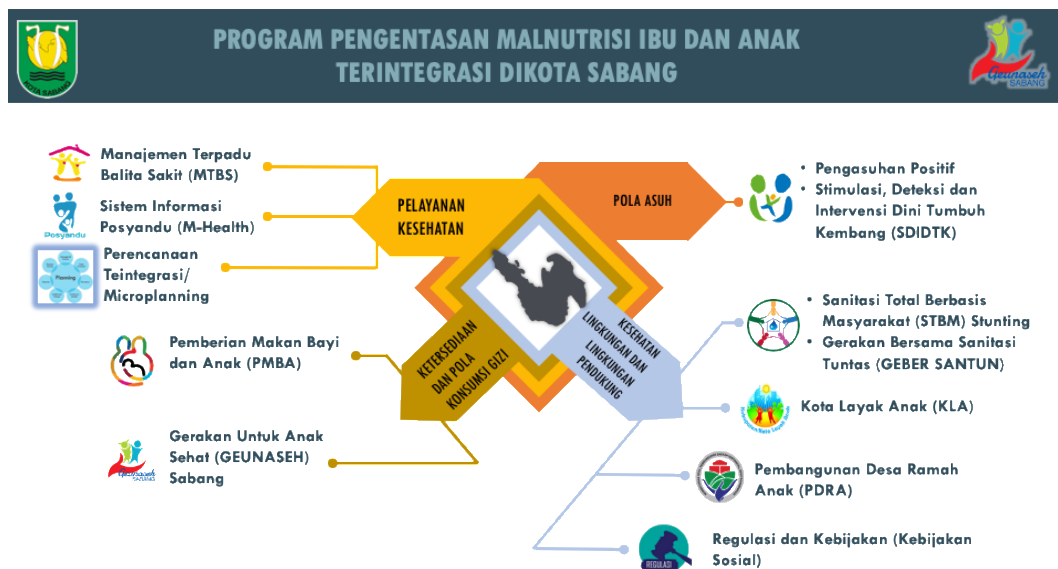 PROGRAM PENGENTASAN MALNUTRISI IBU DAN ANAK
TERINTEGRASI DIKOTA SABANG
KOTA SABANG
Geunaseh
SABANG
Manajemen Terpadu
Balita Sakit (MTBS)
Sistem Informasi
Posyandu (M-Health)
Posyandu
Perencanaan
Teintegrasi/
Microplanning
Planning
PELAYANAN
KESEHATAN
POLA ASUH
• Pengasuhan Positif
• Stimulasi, Deteksi dan
Intervensi Dini Tumbuh
Kembang (SDIDTK)
KETERSEDIAAN
DAN POLA
KONSUMSI GIZI
KESEHATAN
LINGKUNGAN DAN
LINGKUNGAN
PENDUKUNG
Pemberian Makan Bayi
dan Anak (PMBA)
Gerakan Untuk Anak
Sehat (GEUNASEH)
Sabang
Geunaseh
SABANG
• Sanitasi Total Berbasis
Masyarakat (STBM) Stunting
• Gerakan Bersama Sanitasi
Tuntas (GEBER SANTUN)
Kota Layak Anak (KLA)
Pembangunan Desa Ramah
Anak (PDRA)
Regulasi dan Kebijakan (Kebijakan
Sosial)
REGULASI